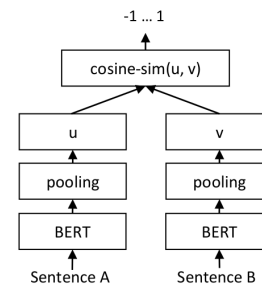 -1 … 1
cosine-sim(u, v)
u v
pooling pooling
BERT BERT
Sentence A Sentence B